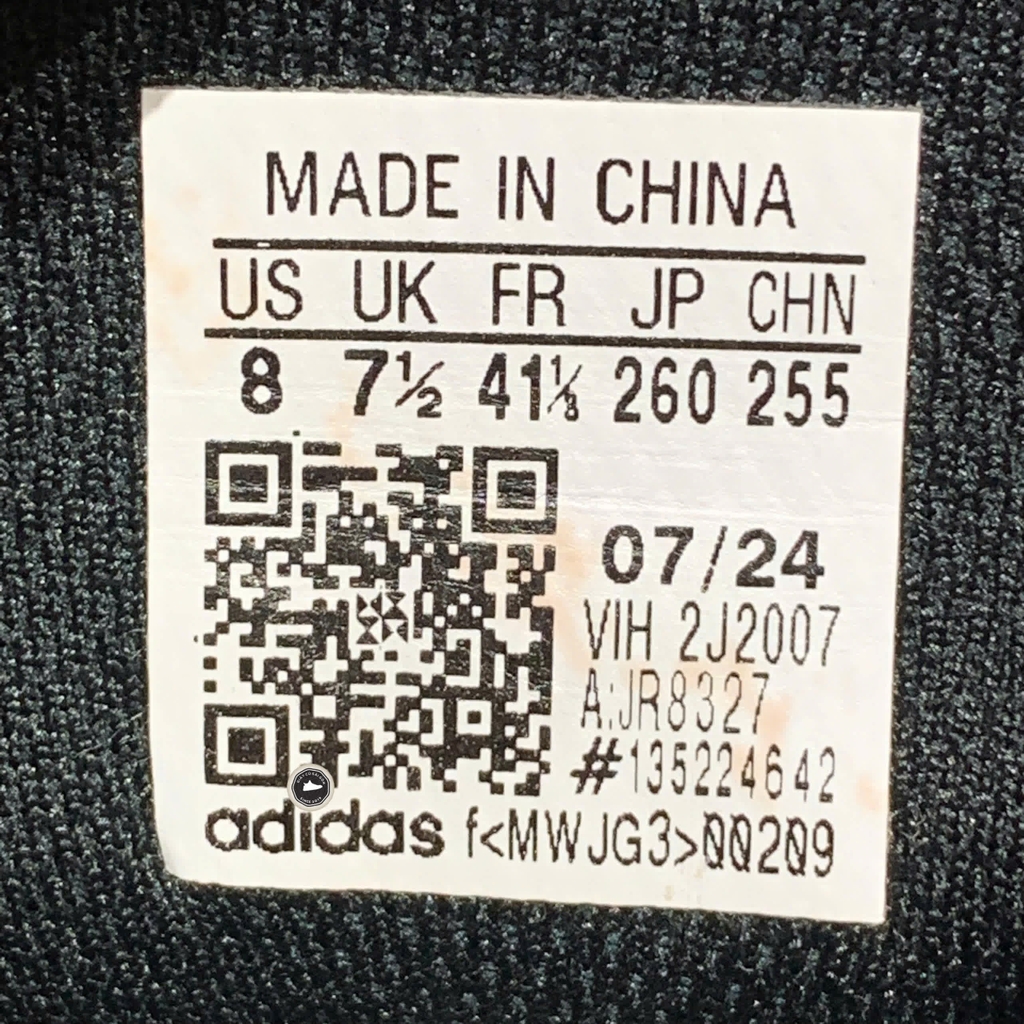 MADE IN CHINA
US UK FR JP CHN
8 7½ 41⅓ 260 255
07/24
VIH 2J2007
A:JR8327
#135224642
adidas f<MWJG3>00209